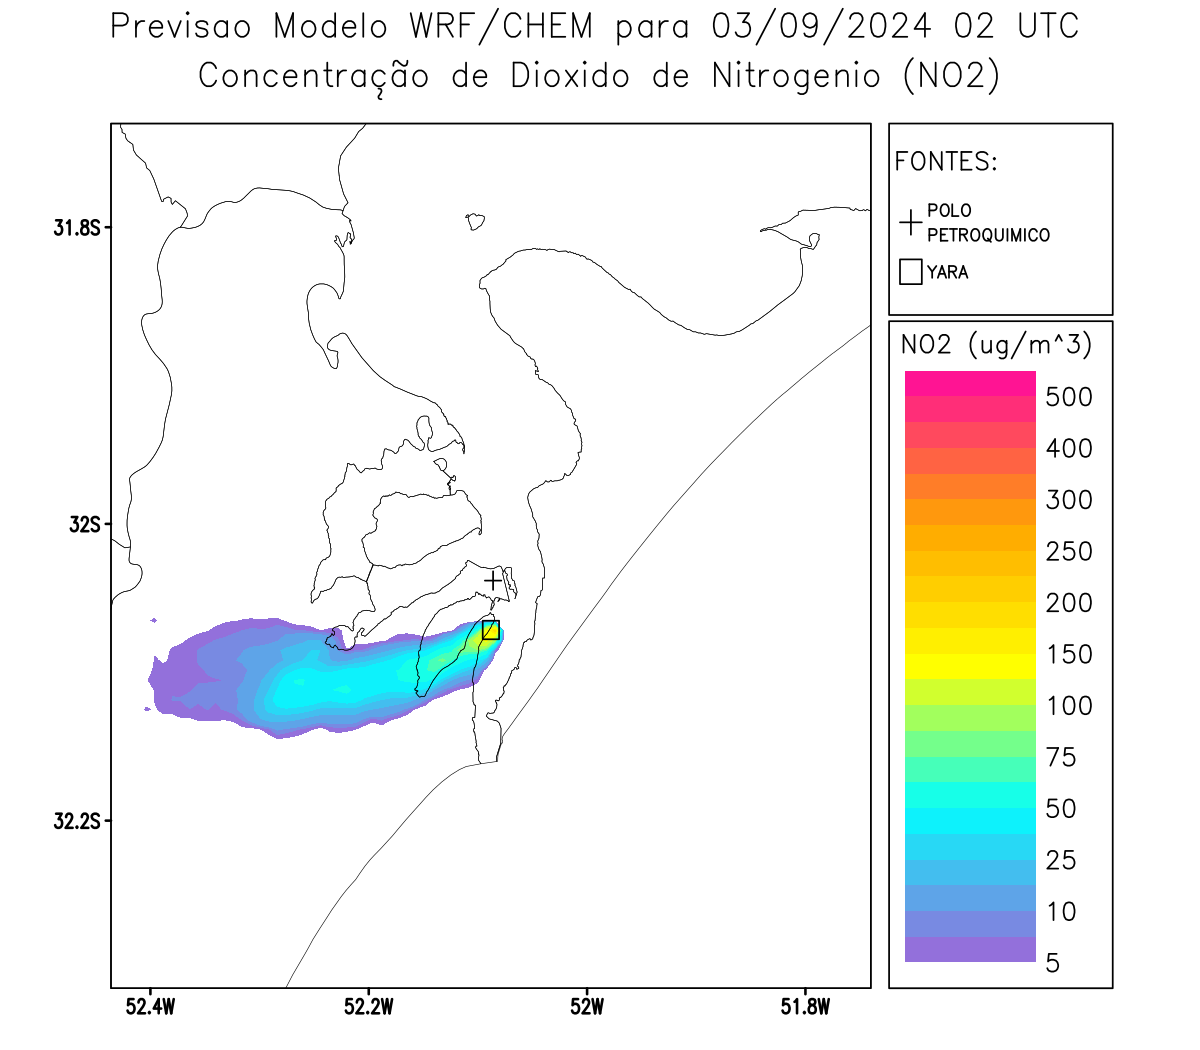 Previsao Modelo WRF/CHEM para 03/09/2024 02 UTC
Concentração de Dioxido de Nitrogenio (NO2)
FONTES:
POLO
PETROQUIMICO
YARA
NO2 (ug/m^3)
500
400
300
250
200
150
100
75
50
25
10
5
31.8S
32S
32.2S
52.4W
52.2W
52W
51.8W